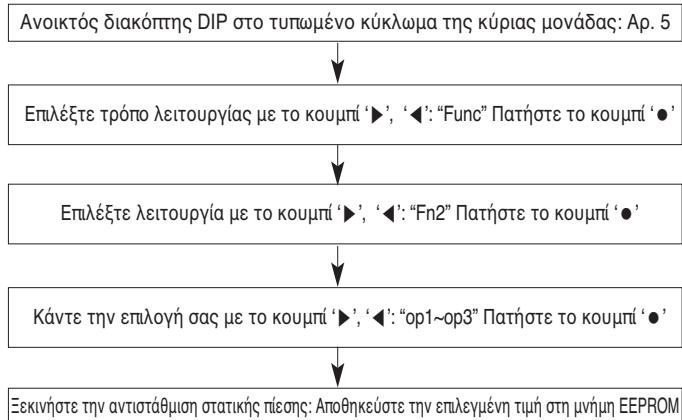 Ανοικτός διακόπτης DIP στο τυπωμένο κύκλωμα της κύριας μονάδας: Αρ. 5
Επιλέξτε τρόπο λειτουργίας με το κουμπί ‘▶’, ‘◀’: “Func” Πατήστε το κουμπί ‘●’
Επιλέξτε λειτουργία με το κουμπί ‘▶’, ‘◀’: “Fn2” Πατήστε το κουμπί ‘●’
Κάντε την επιλογή σας με το κουμπί ‘▶’, ‘◀’: “op1~op3” Πατήστε το κουμπί ‘●’
Ξεκινήστε την αντιστάθμιση στατικής πίεσης: Αποθηκεύστε την επιλεγμένη τιμή στη μνήμη EEPROM